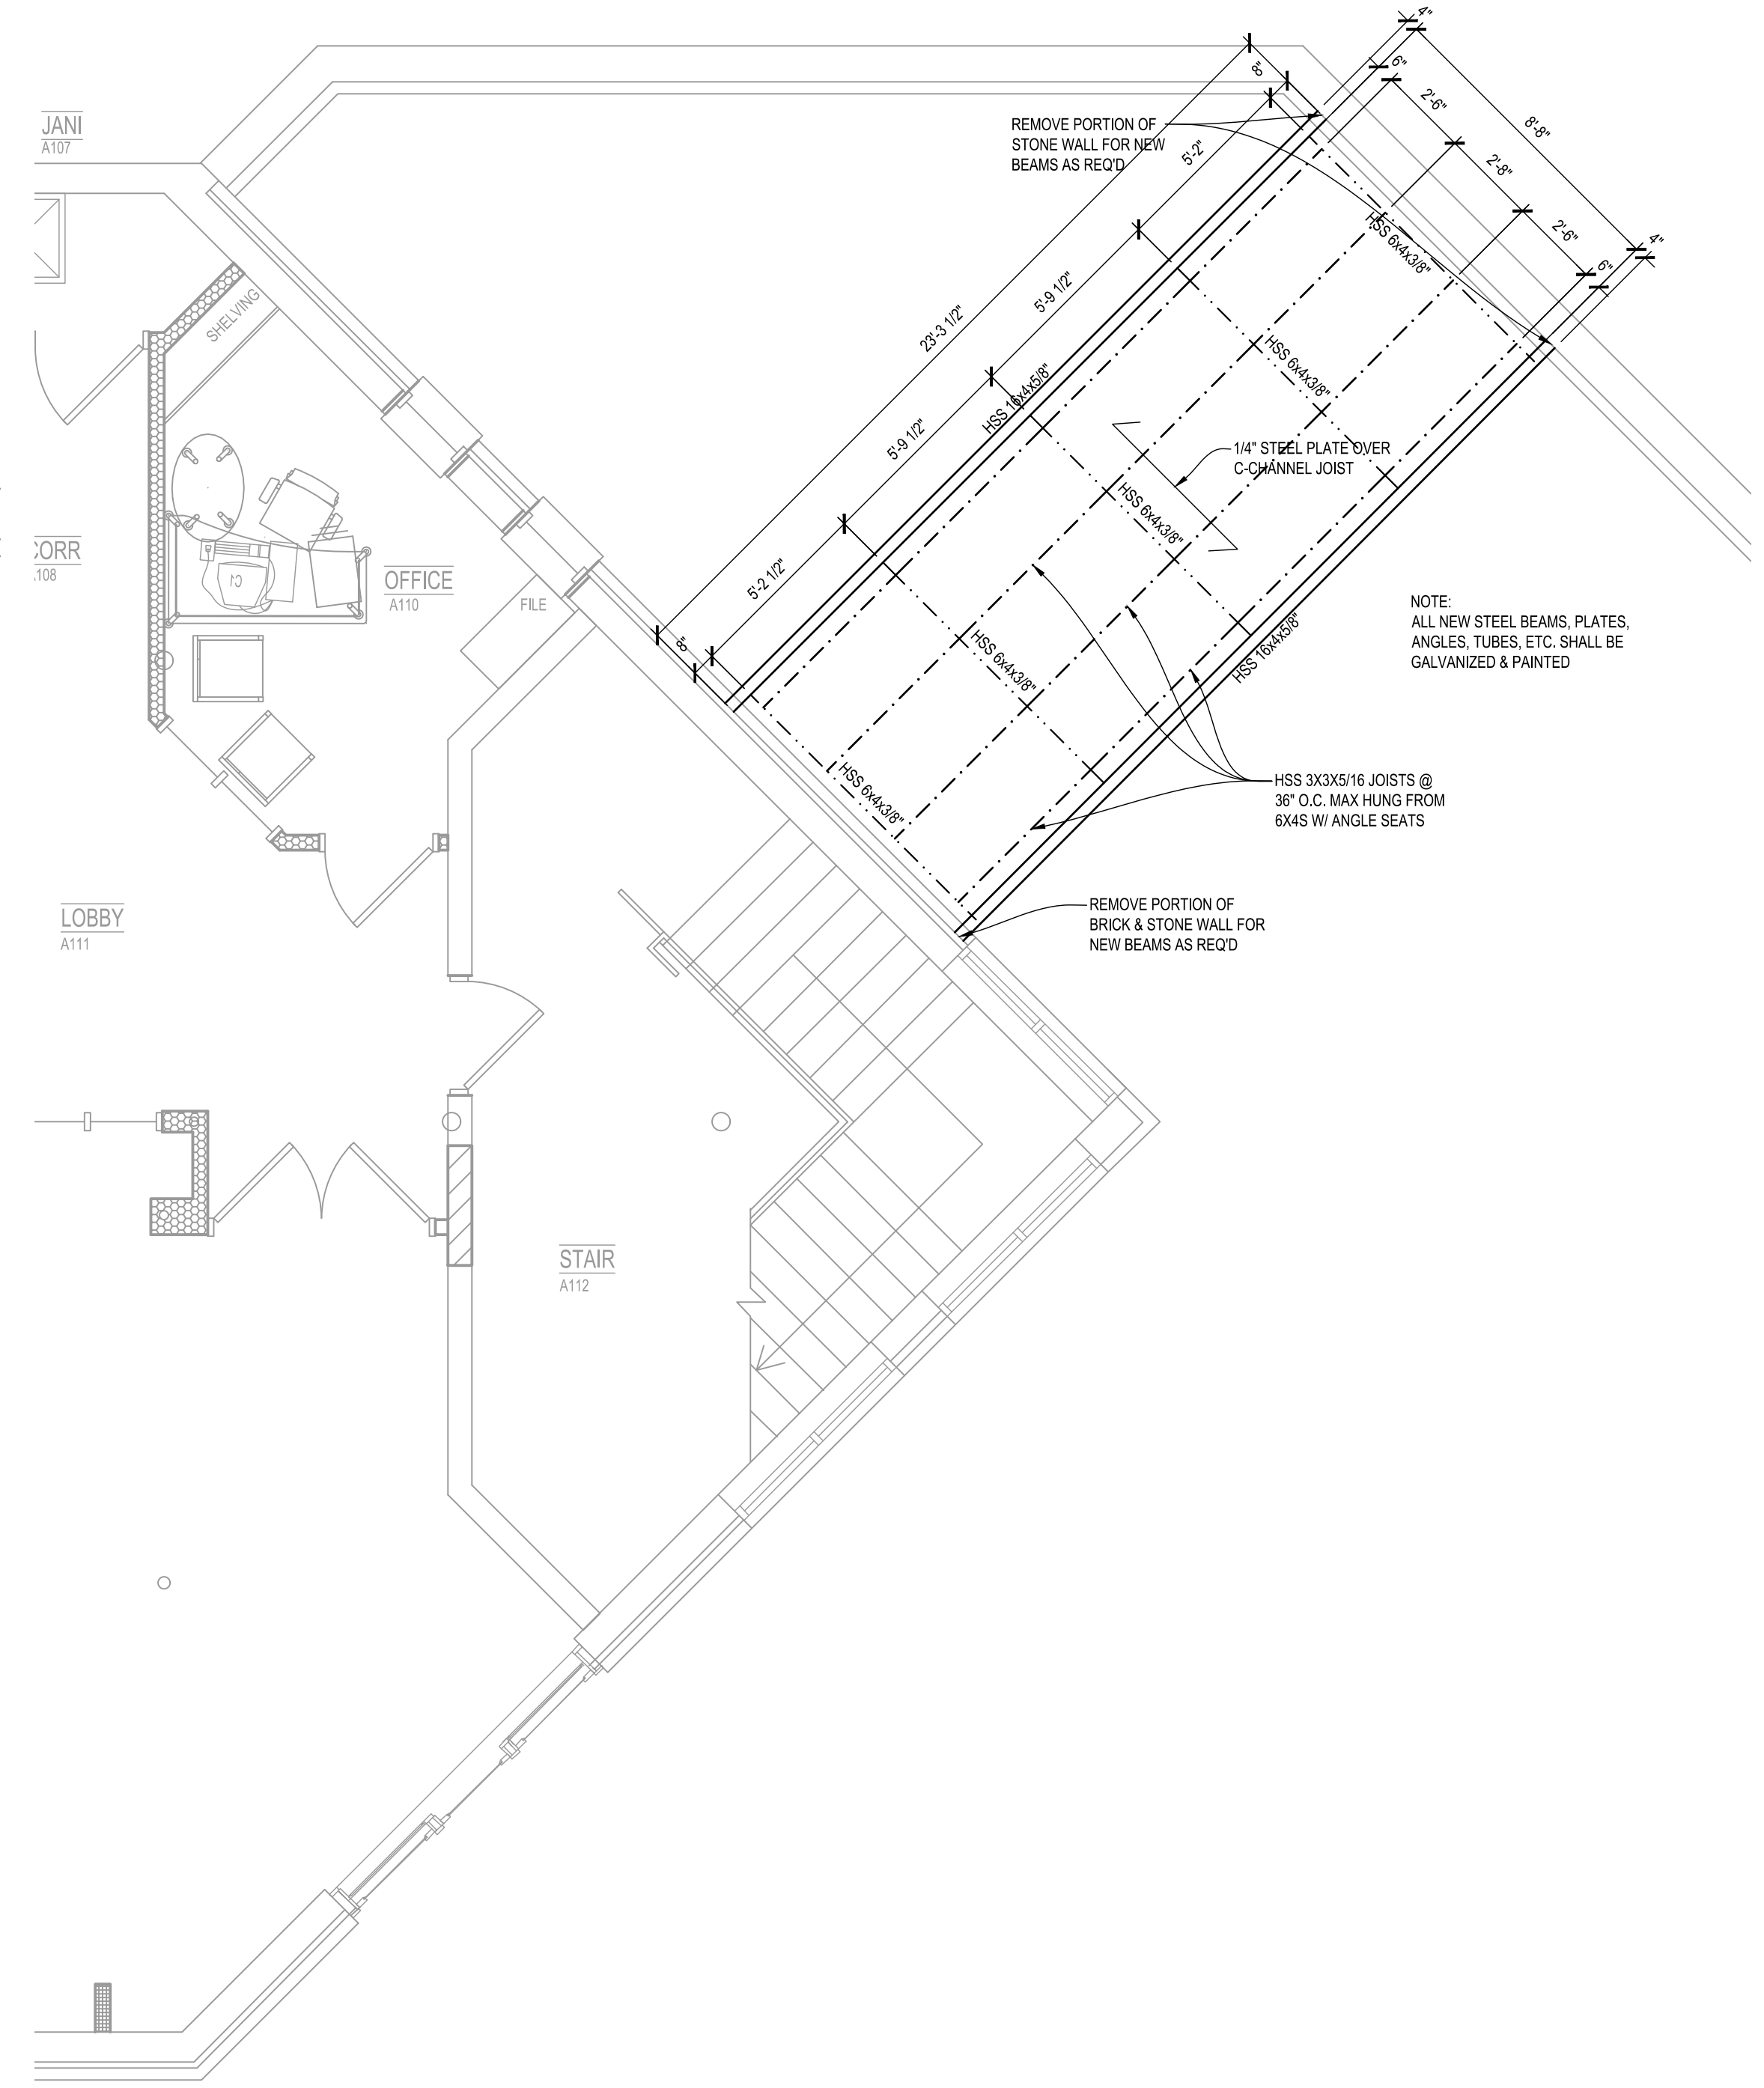 4"
6"
8"
2'-6"
8'-8"
2'-8"
2'-6"
6"
4"
JANI
A107
REMOVE PORTION OF
STONE WALL FOR NEW
BEAMS AS REQ'D
5'-2"
HSS 6x4x3/8"
SHELVING
5'-9 1/2"
23'-3 1/2"
HSS 16x4x5/8"
HSS 6x4x3/8"
5'-9 1/2"
1/4" STEEL PLATE OVER
C-CHANNEL JOIST
HSS 6x4x3/8"
CORR
108
OFFICE
A110
FILE
5'-2 1/2"
8"
HSS 6x4x3/8"
HSS 16x4x5/8"
NOTE:
ALL NEW STEEL BEAMS, PLATES,
ANGLES, TUBES, ETC. SHALL BE
GALVANIZED & PAINTED
HSS 6x4x3/8"
HSS 3X3X5/16 JOISTS @
36" O.C. MAX HUNG FROM
6X4S W/ ANGLE SEATS
REMOVE PORTION OF
BRICK & STONE WALL FOR
NEW BEAMS AS REQ'D
LOBBY
A111
STAIR
A112